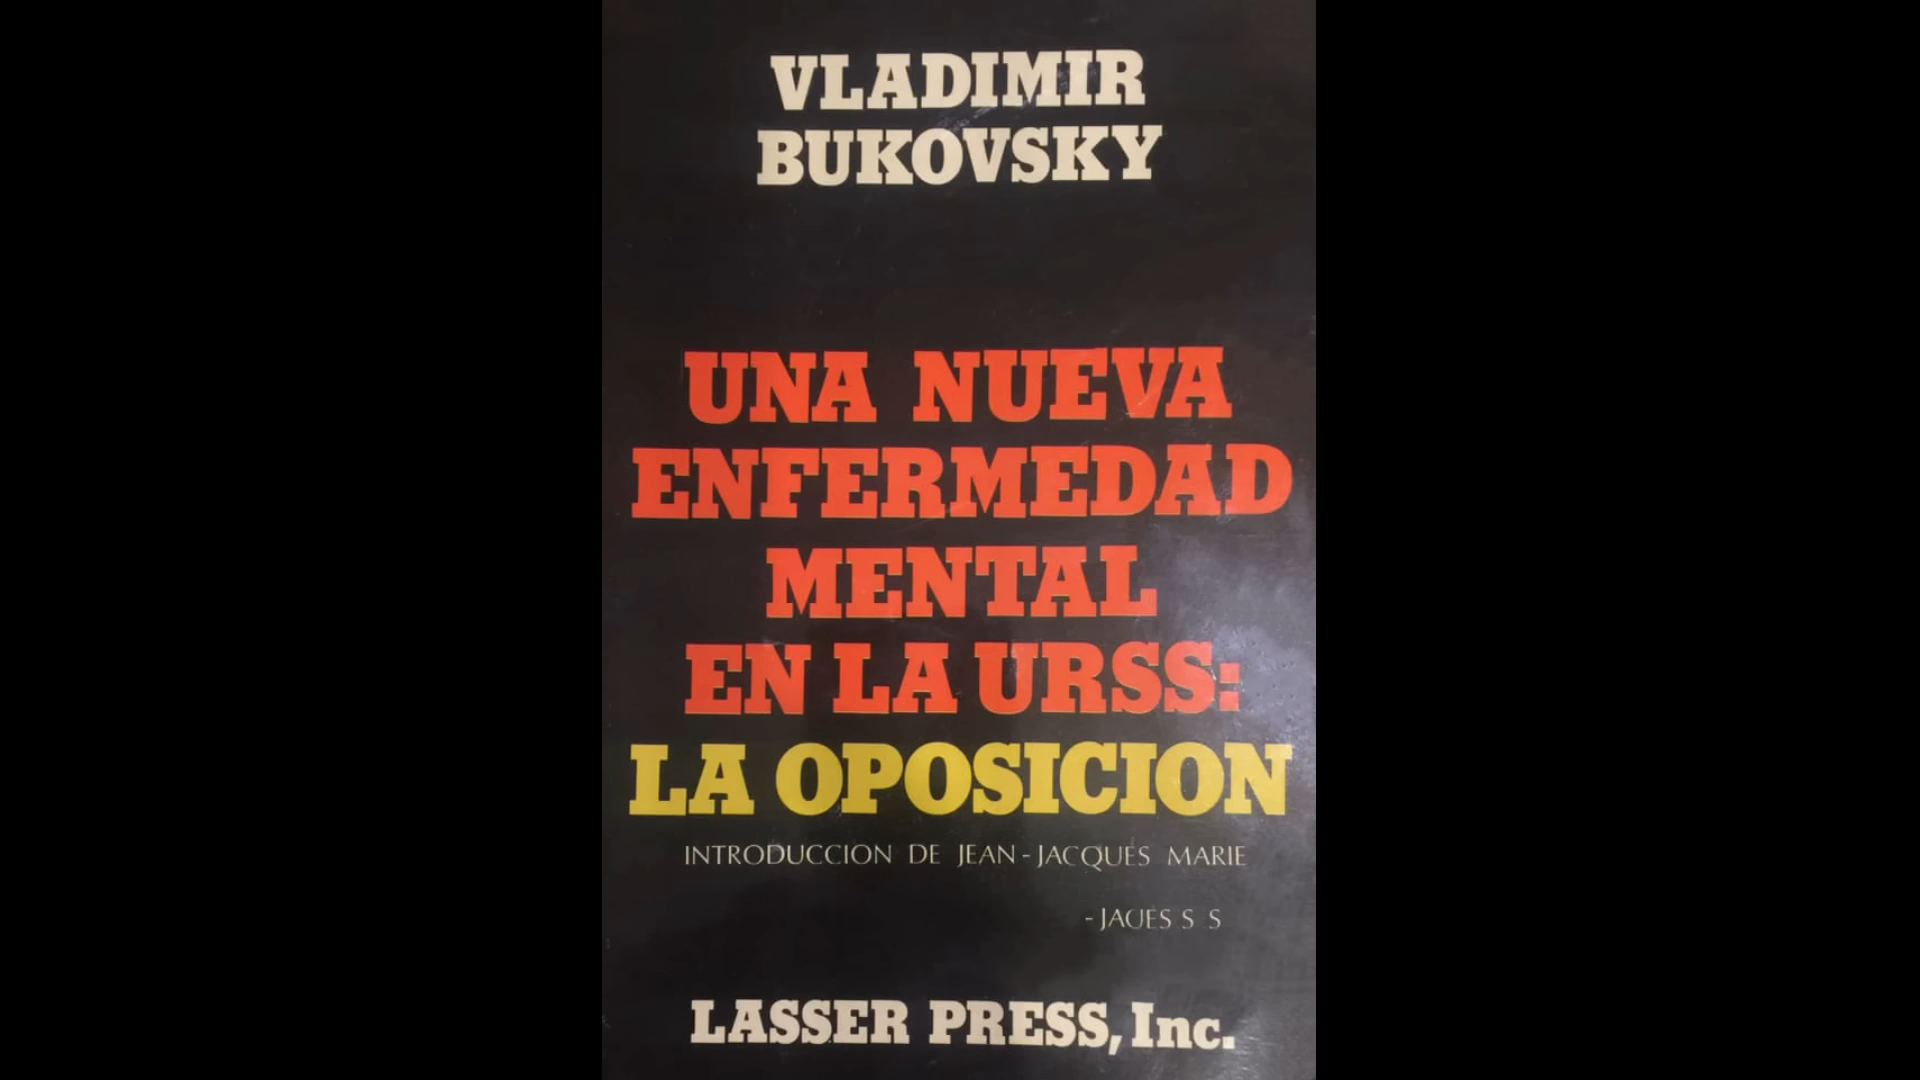 VLADIMIR
BUKOVSKY
UNA NUEVA
ENFERMEDAD
MENTAL
EN LA URSS:
LA OPOSICION
INTRODUCCION DE JEAN-JACQUES MARIE
-JAUES S S
LASSER PRESS, Inc.